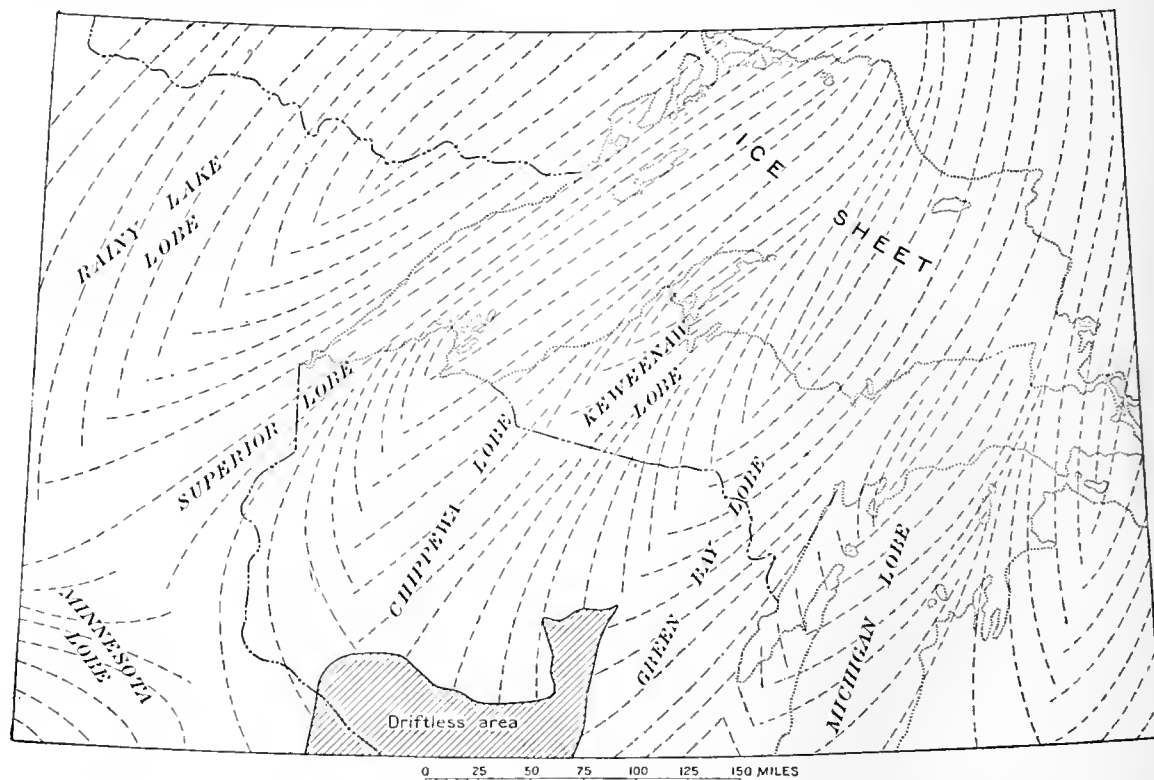 ICE
SHEET
RAINY LAKE
LOBE
KEWEENAW
LOBE
SUPERIOR LOBE
CHIPPEWA LOBE
GREEN BAY LOBE
MICHIGAN LOBE
MINNESOTA
LOBE
Driftless area
0 25 50 75 100 125 150 MILES